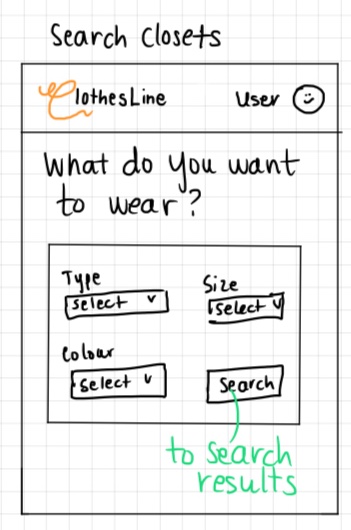 Search Closets
ClothesLine User
What do you want
to wear?
Type
Select
Size
Select
Colour
Select
Search
to search
results